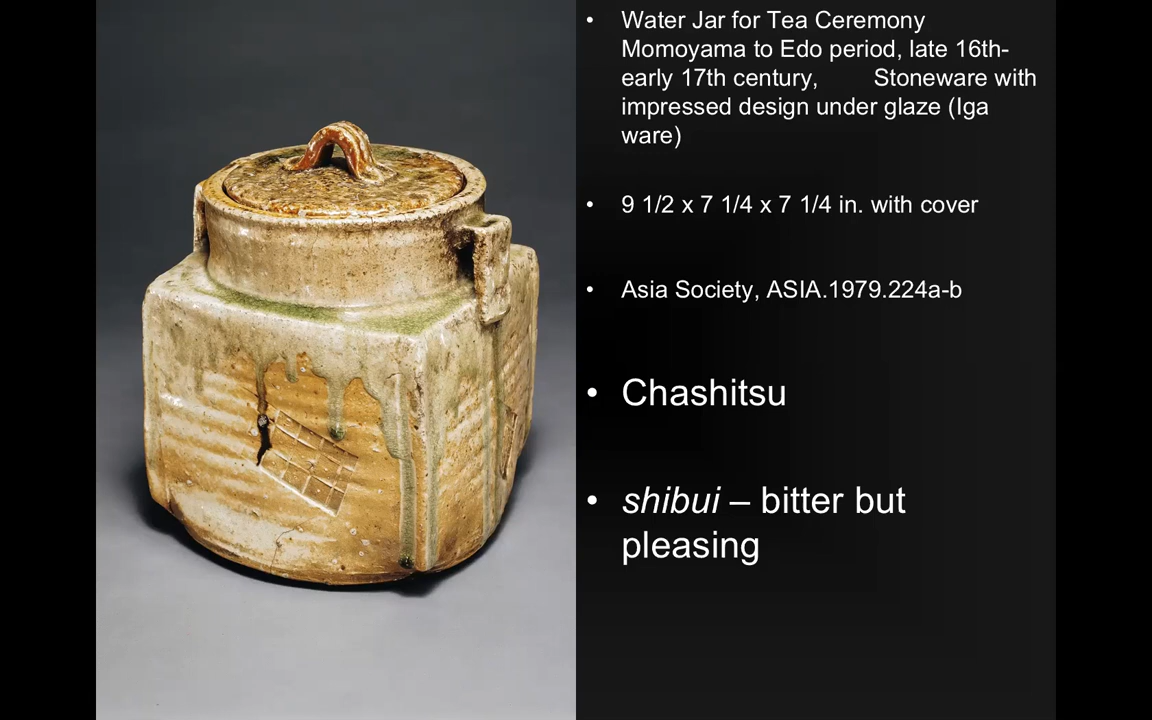 • Water Jar for Tea Ceremony
Momoyama to Edo period, late 16th-
early 17th century, Stoneware with
impressed design under glaze (Iga
ware)
• 9 1/2 x 7 1/4 x 7 1/4 in. with cover
• Asia Society, ASIA.1979.224a-b
• Chashitsu
• shibui – bitter but
pleasing